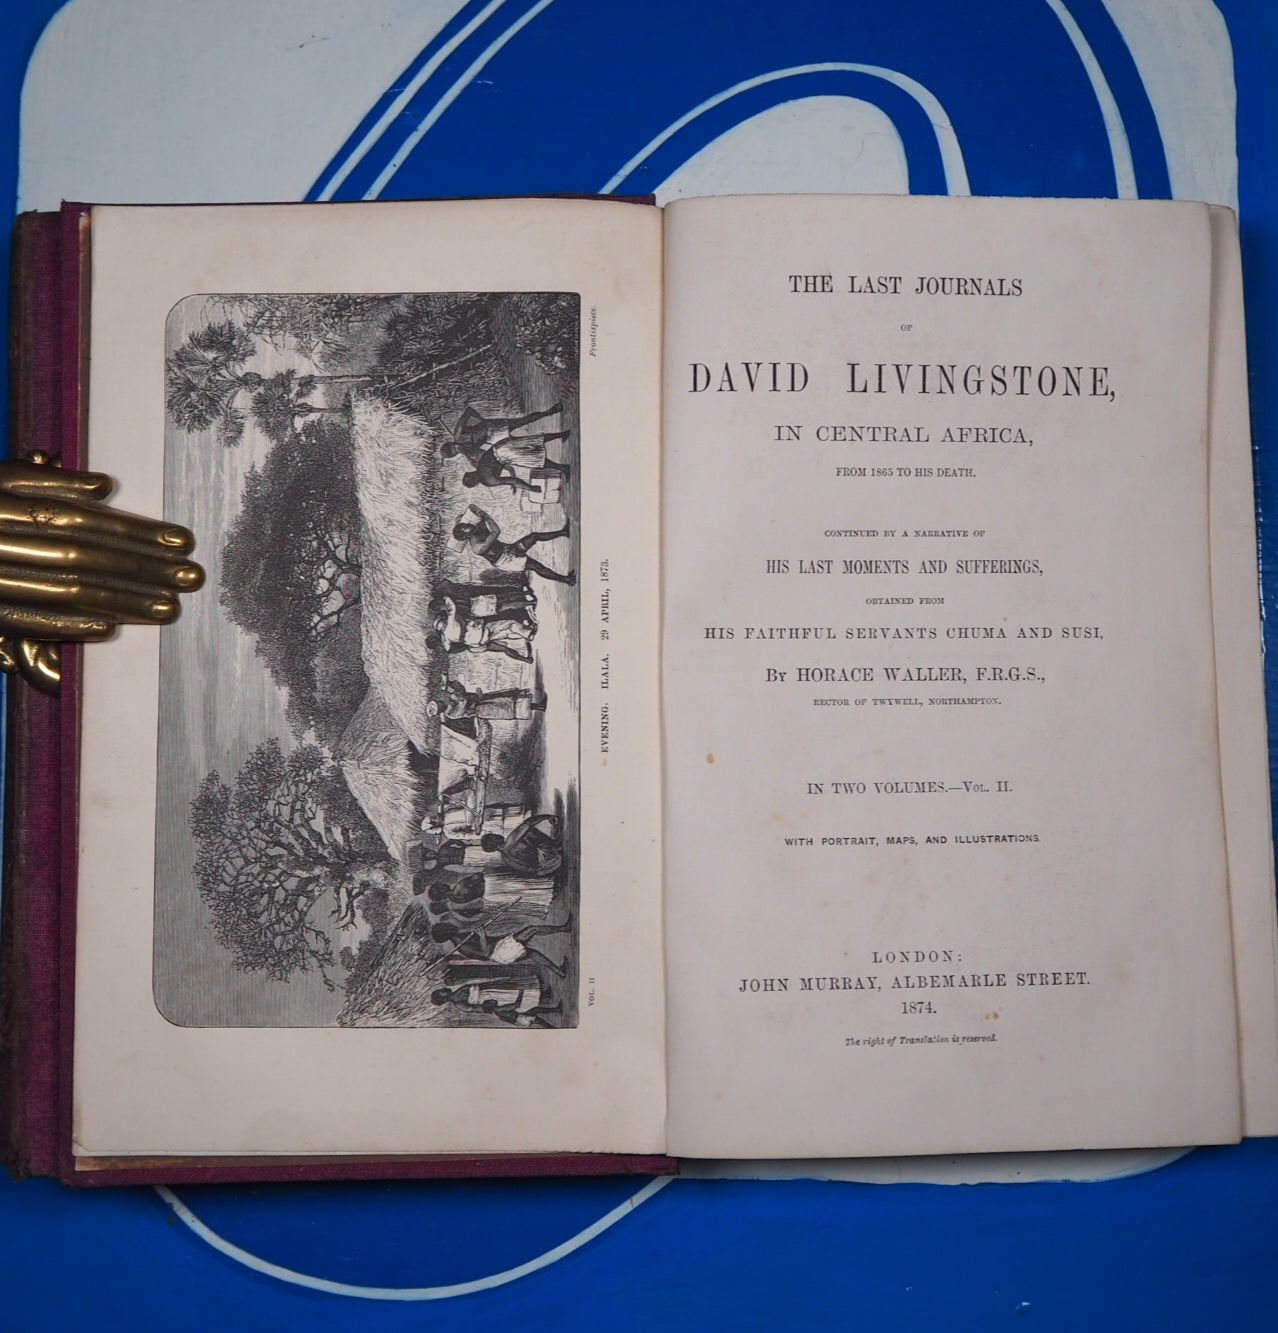 Frontispiece.
EVENING. ILALA. 29 APRIL, 1873.
VOL. II
THE LAST JOURNALS
OF
DAVID LIVINGSTONE,
IN CENTRAL AFRICA,
FROM 1865 TO HIS DEATH.
CONTINUED BY A NARRATIVE OF
HIS LAST MOMENTS AND SUFFERINGS,
OBTAINED FROM
HIS FAITHFUL SERVANTS CHUMA AND SUSI,
BY HORACE WALLER, F.R.G.S.,
RECTOR OF TWYWELL, NORTHAMPTON.
IN TWO VOLUMES.—VOL. II.
WITH PORTRAIT, MAPS, AND ILLUSTRATIONS.
LONDON:
JOHN MURRAY, ALBEMARLE STREET.
1874.
The right of Translation is reserved.